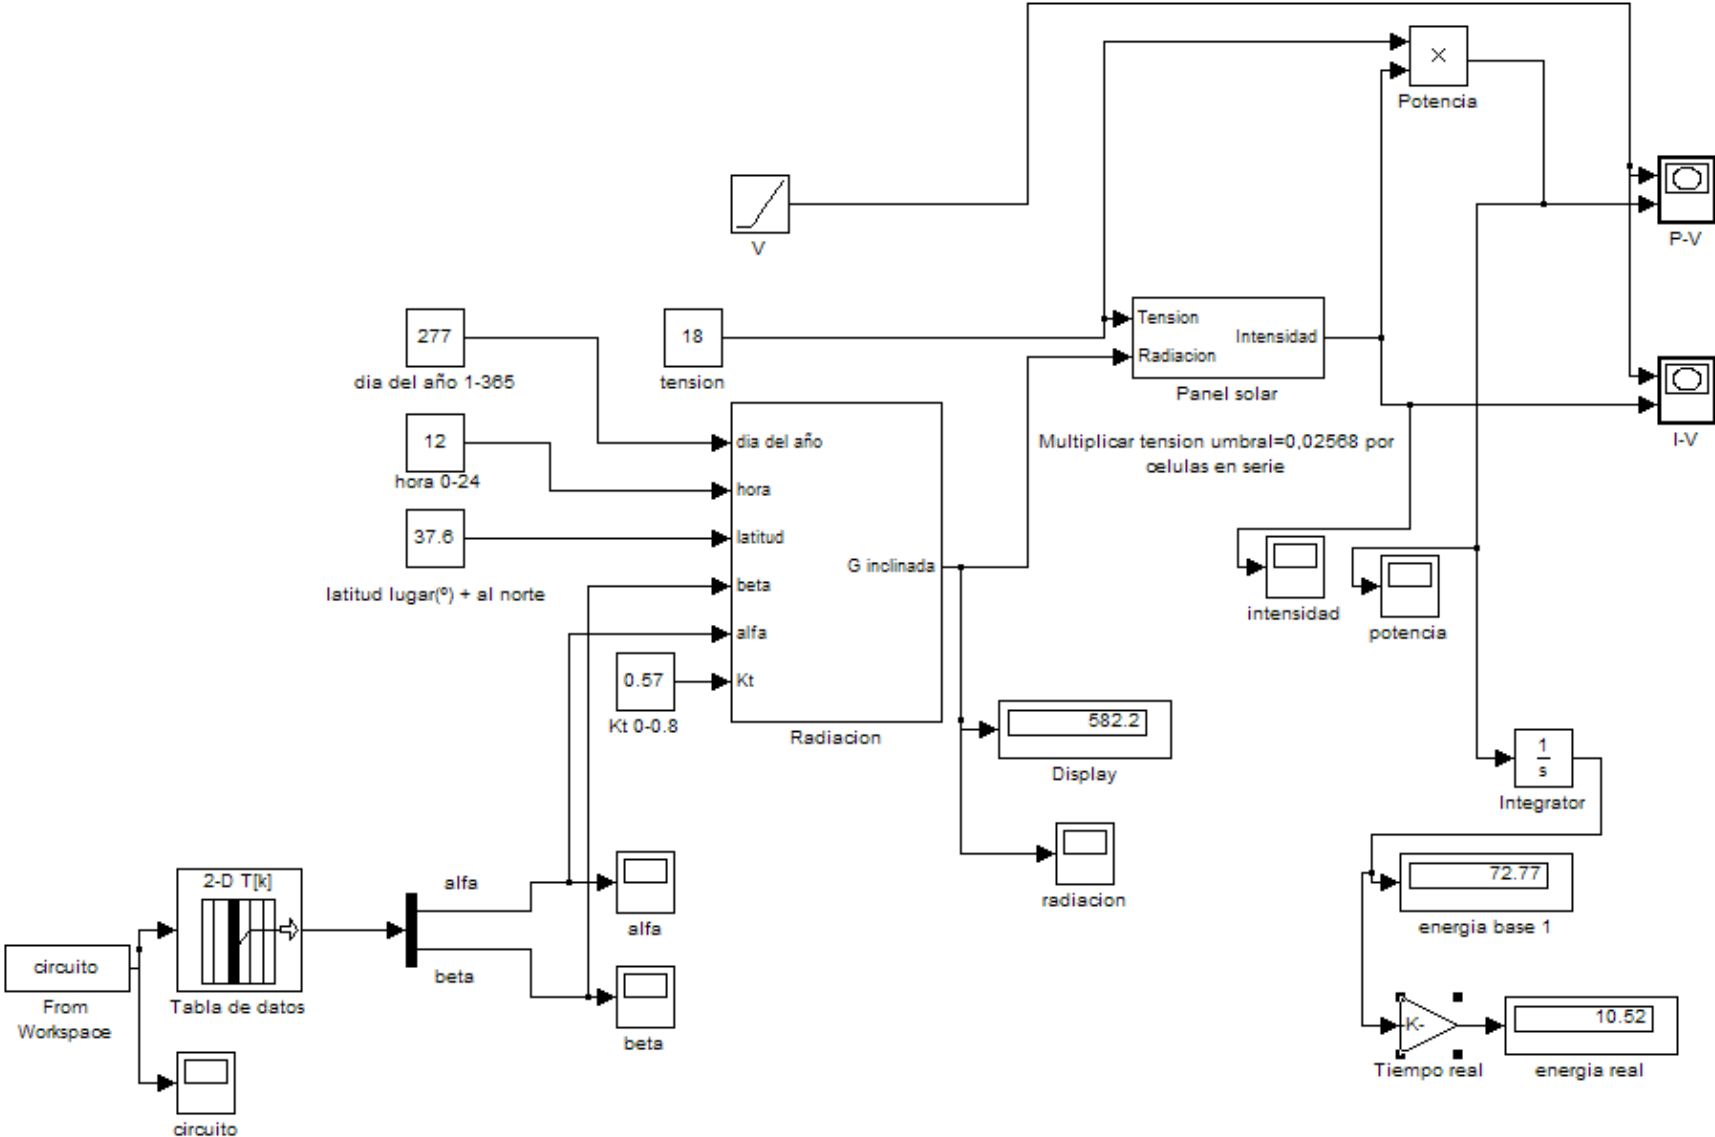 ×
Potencia
V
P-V
277
dia del año 1-365
18
tension
Tension
Intensidad
Radiacion
Panel solar
I-V
12
hora 0-24
dia del año
Multiplicar tension umbral=0,02568 por
celulas en serie
hora
37.6
latitud lugar(º) + al norte
latitud
G inclinada
beta
alfa
0.57
Kt 0-0.8
Kt
Radiacion
intensidad
potencia
582.2
Display
1
s
Integrator
radiacion
72.77
energia base 1
2-D T[k]
Tabla de datos
alfa
beta
alfa
beta
circuito
From
Workspace
circuito
-K-
Tiempo real
10.52
energia real